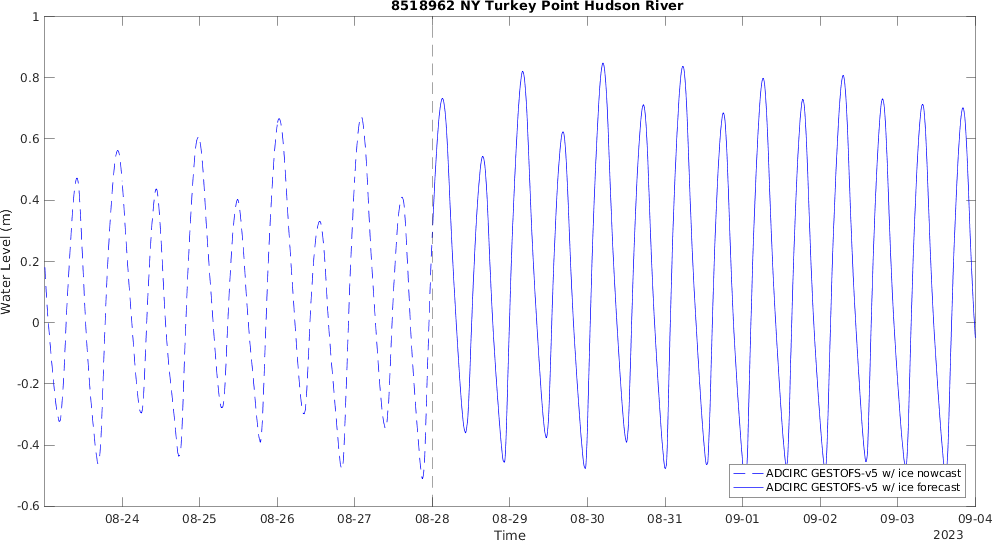 8518962 NY Turkey Point Hudson River
Water Level (m)
1
0.8
0.6
0.4
0.2
0
-0.2
-0.4
-0.6
ADCIRC GESTOFS-v5 w/ ice nowcast
ADCIRC GESTOFS-v5 w/ ice forecast
08-24 08-25 08-26 08-27 08-28 08-29 08-30 08-31 09-01 09-02 09-03 09-04
Time
2023